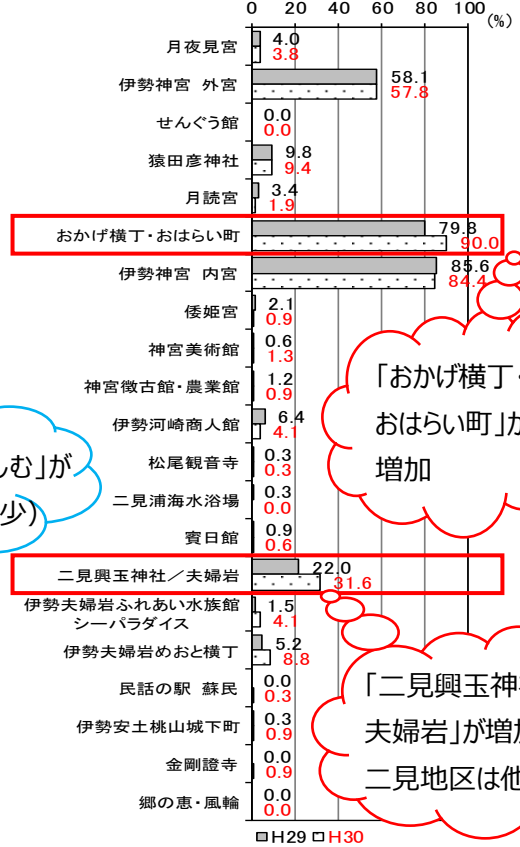 0 20 40 60 80 100
(%)
月夜見宮 4.0
3.8
伊勢神宮 外宮 58.1
57.8
せんぐう館 0.0
0.0
猿田彦神社 9.8
9.4
月読宮 3.4
1.9
おかげ横丁・おはらい町 79.8
90.0
伊勢神宮 内宮 85.6
84.4
倭姫宮 2.1
0.9
神宮美術館 0.6
1.3
神宮徴古館・農業館 1.2
0.9
伊勢河崎商人館 6.4
4.1
松尾観音寺 0.3
0.3
二見浦海水浴場 0.3
0.0
賓日館 0.9
0.6
二見興玉神社／夫婦岩 22.0
31.6
伊勢夫婦岩ふれあい水族館
シーパラダイス 1.5
4.1
伊勢夫婦岩めおと横丁 5.2
8.8
民話の駅 蘇民 0.0
0.3
伊勢安土桃山城下町 0.3
0.9
金剛證寺 0.0
0.9
郷の恵・風輪 0.0
0.0
H29 H30
「おかげ横丁・
おはらい町」が
増加
む」が
少)
「二見興玉神
夫婦岩」が増
二見地区は他